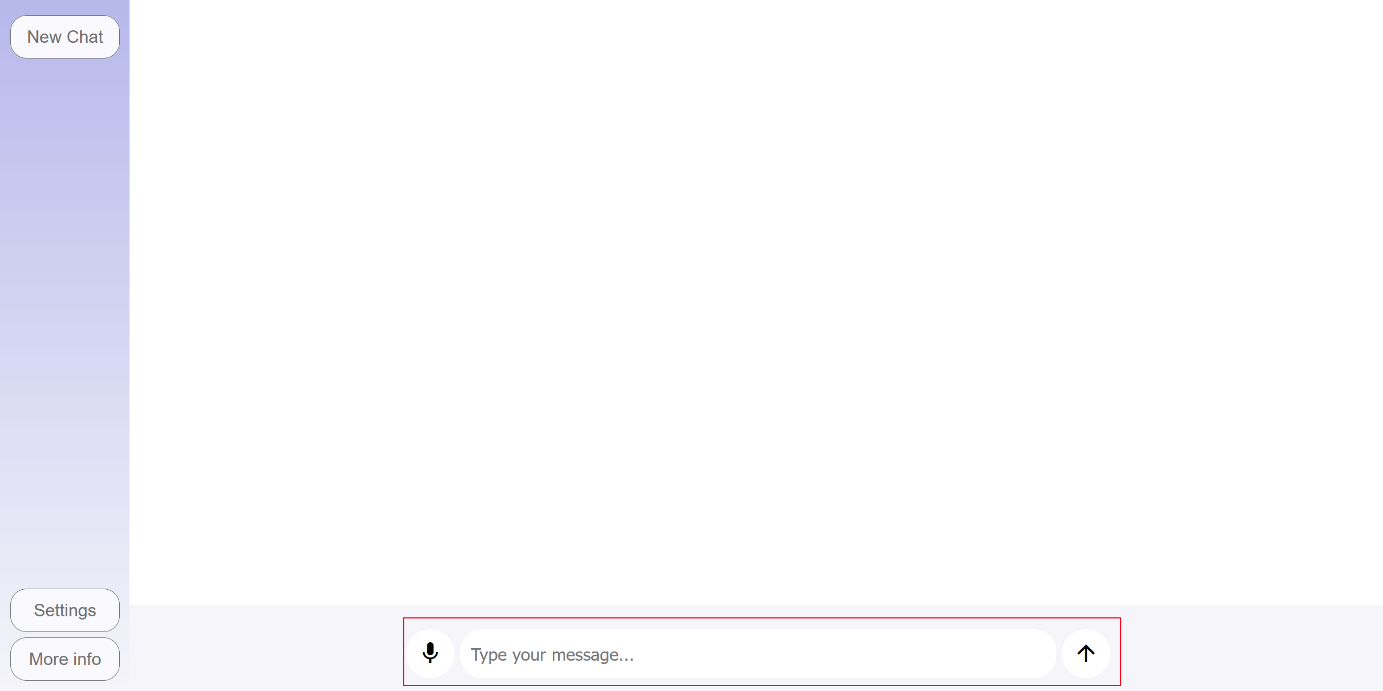 New Chat
Settings
More info
Type your message...